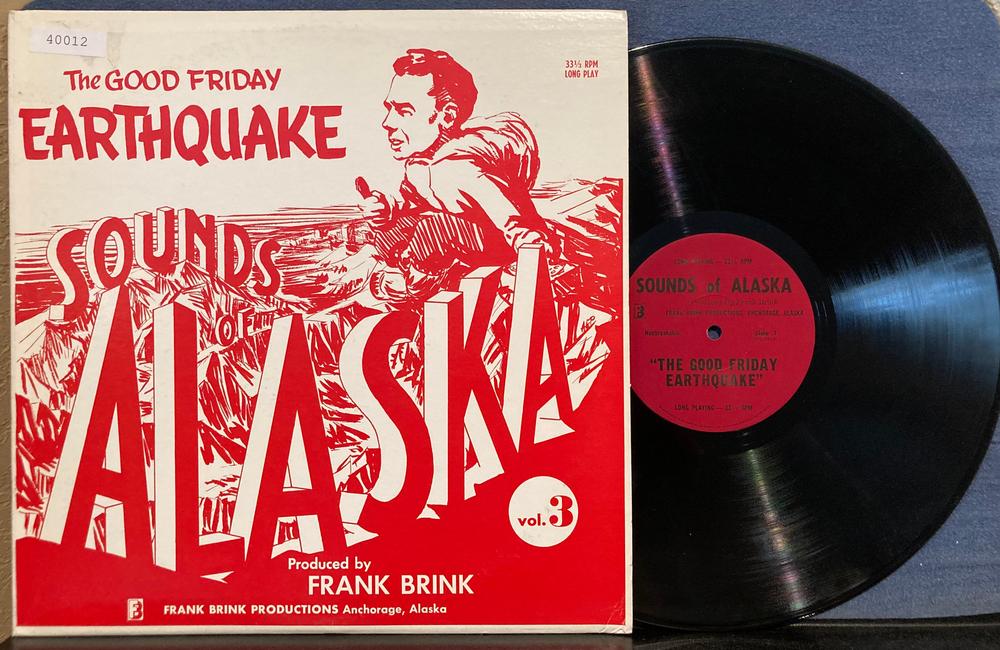 40012
The GOOD FRIDAY
EARTHQUAKE
33⅓ RPM
LONG PLAY
SOUNDS
OF
ALASKA
vol. 3
Produced by
FRANK BRINK
FB FRANK BRINK PRODUCTIONS Anchorage, Alaska
SOUNDS of ALASKA
FRANK BRINK PRODUCTIONS, ANCHORAGE, ALASKA
"THE GOOD FRIDAY
EARTHQUAKE"
LONG PLAYING — RPM